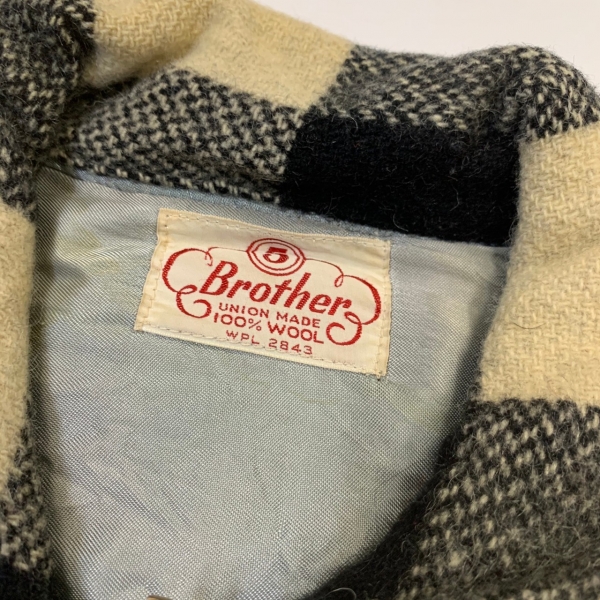 5
Brother
UNION MADE
100% WOOL
WPL 2843